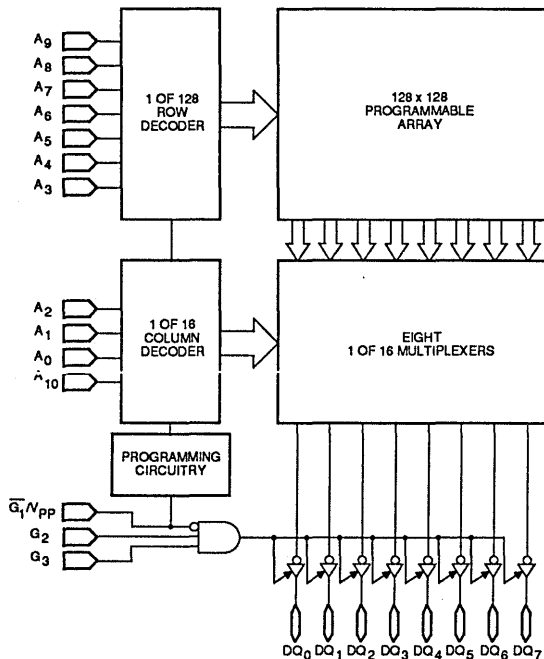 A9
A8
A7
A6
A5
A4
A3
1 OF 128
ROW
DECODER
128 x 128
PROGRAMMABLE
ARRAY
A2
A1
A0
A10
1 OF 16
COLUMN
DECODER
EIGHT
1 OF 16 MULTIPLEXERS
PROGRAMMING
CIRCUITRY
G̅1/VPP
G2
G3
DQ0 DQ1 DQ2 DQ3 DQ4 DQ5 DQ6 DQ7